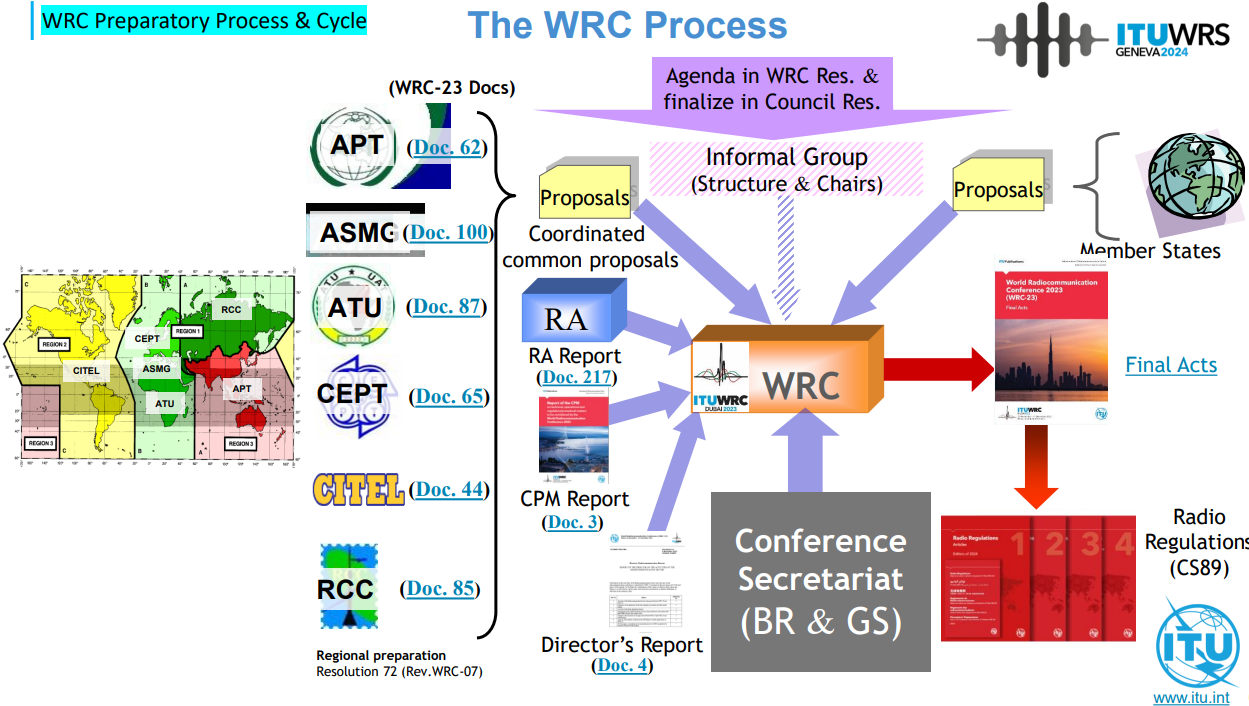 WRC Preparatory Process & Cycle
The WRC Process
ITUWRS
GENEVA2024
(WRC-23 Docs)
Agenda in WRC Res. &
finalize in Council Res.
APT (Doc. 62)
ASMG (Doc. 100)
ATU (Doc. 87)
CEPT (Doc. 65)
CITEL (Doc. 44)
RCC (Doc. 85)
Regional preparation
Resolution 72 (Rev.WRC-07)
RCC
CEPT
REGION 1
REGION 2
CITEL
ASMG
APT
ATU
REGION 3
REGION 3
Informal Group
(Structure & Chairs)
Proposals
Coordinated
common proposals
Proposals
Member States
RA
RA Report
(Doc. 217)
CPM Report
(Doc. 3)
Director's Report
(Doc. 4)
ITUWRC
DUBAI 2023
WRC
Conference
Secretariat
(BR & GS)
World Radiocommunication
Conference 2023
(WRC-23)
Final Acts
ITUWRC
Final Acts
Radio Regulations
Articles
1 2 3 4
Radio
Regulations
(CS89)
ITU
www.itu.int